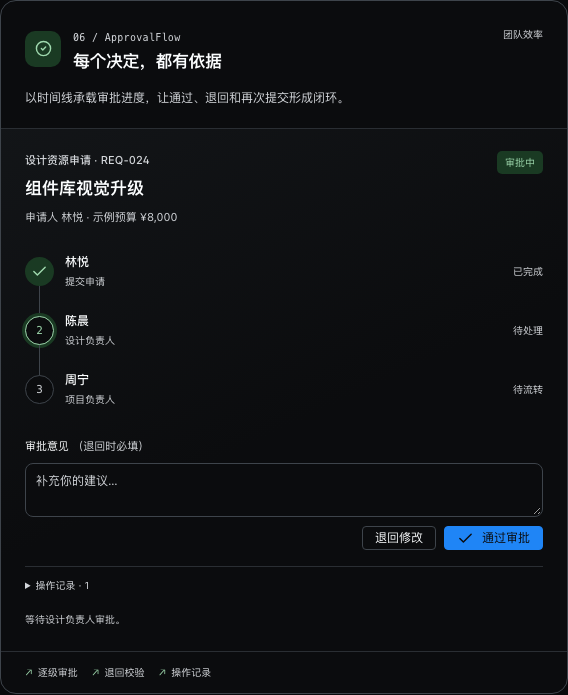 06 / ApprovalFlow
团队效率
每个决定，都有依据
以时间线承载审批进度，让通过、退回和再次提交形成闭环。
设计资源申请 · REQ-024
审批中
组件库视觉升级
申请人 林悦 · 示例预算 ¥8,000
林悦
提交申请
已完成
2
陈晨
设计负责人
待处理
3
周宁
项目负责人
待流转
审批意见 （退回时必填）
补充你的建议…
退回修改
通过审批
操作记录 · 1
等待设计负责人审批。
↗ 逐级审批 ↗ 退回校验 ↗ 操作记录